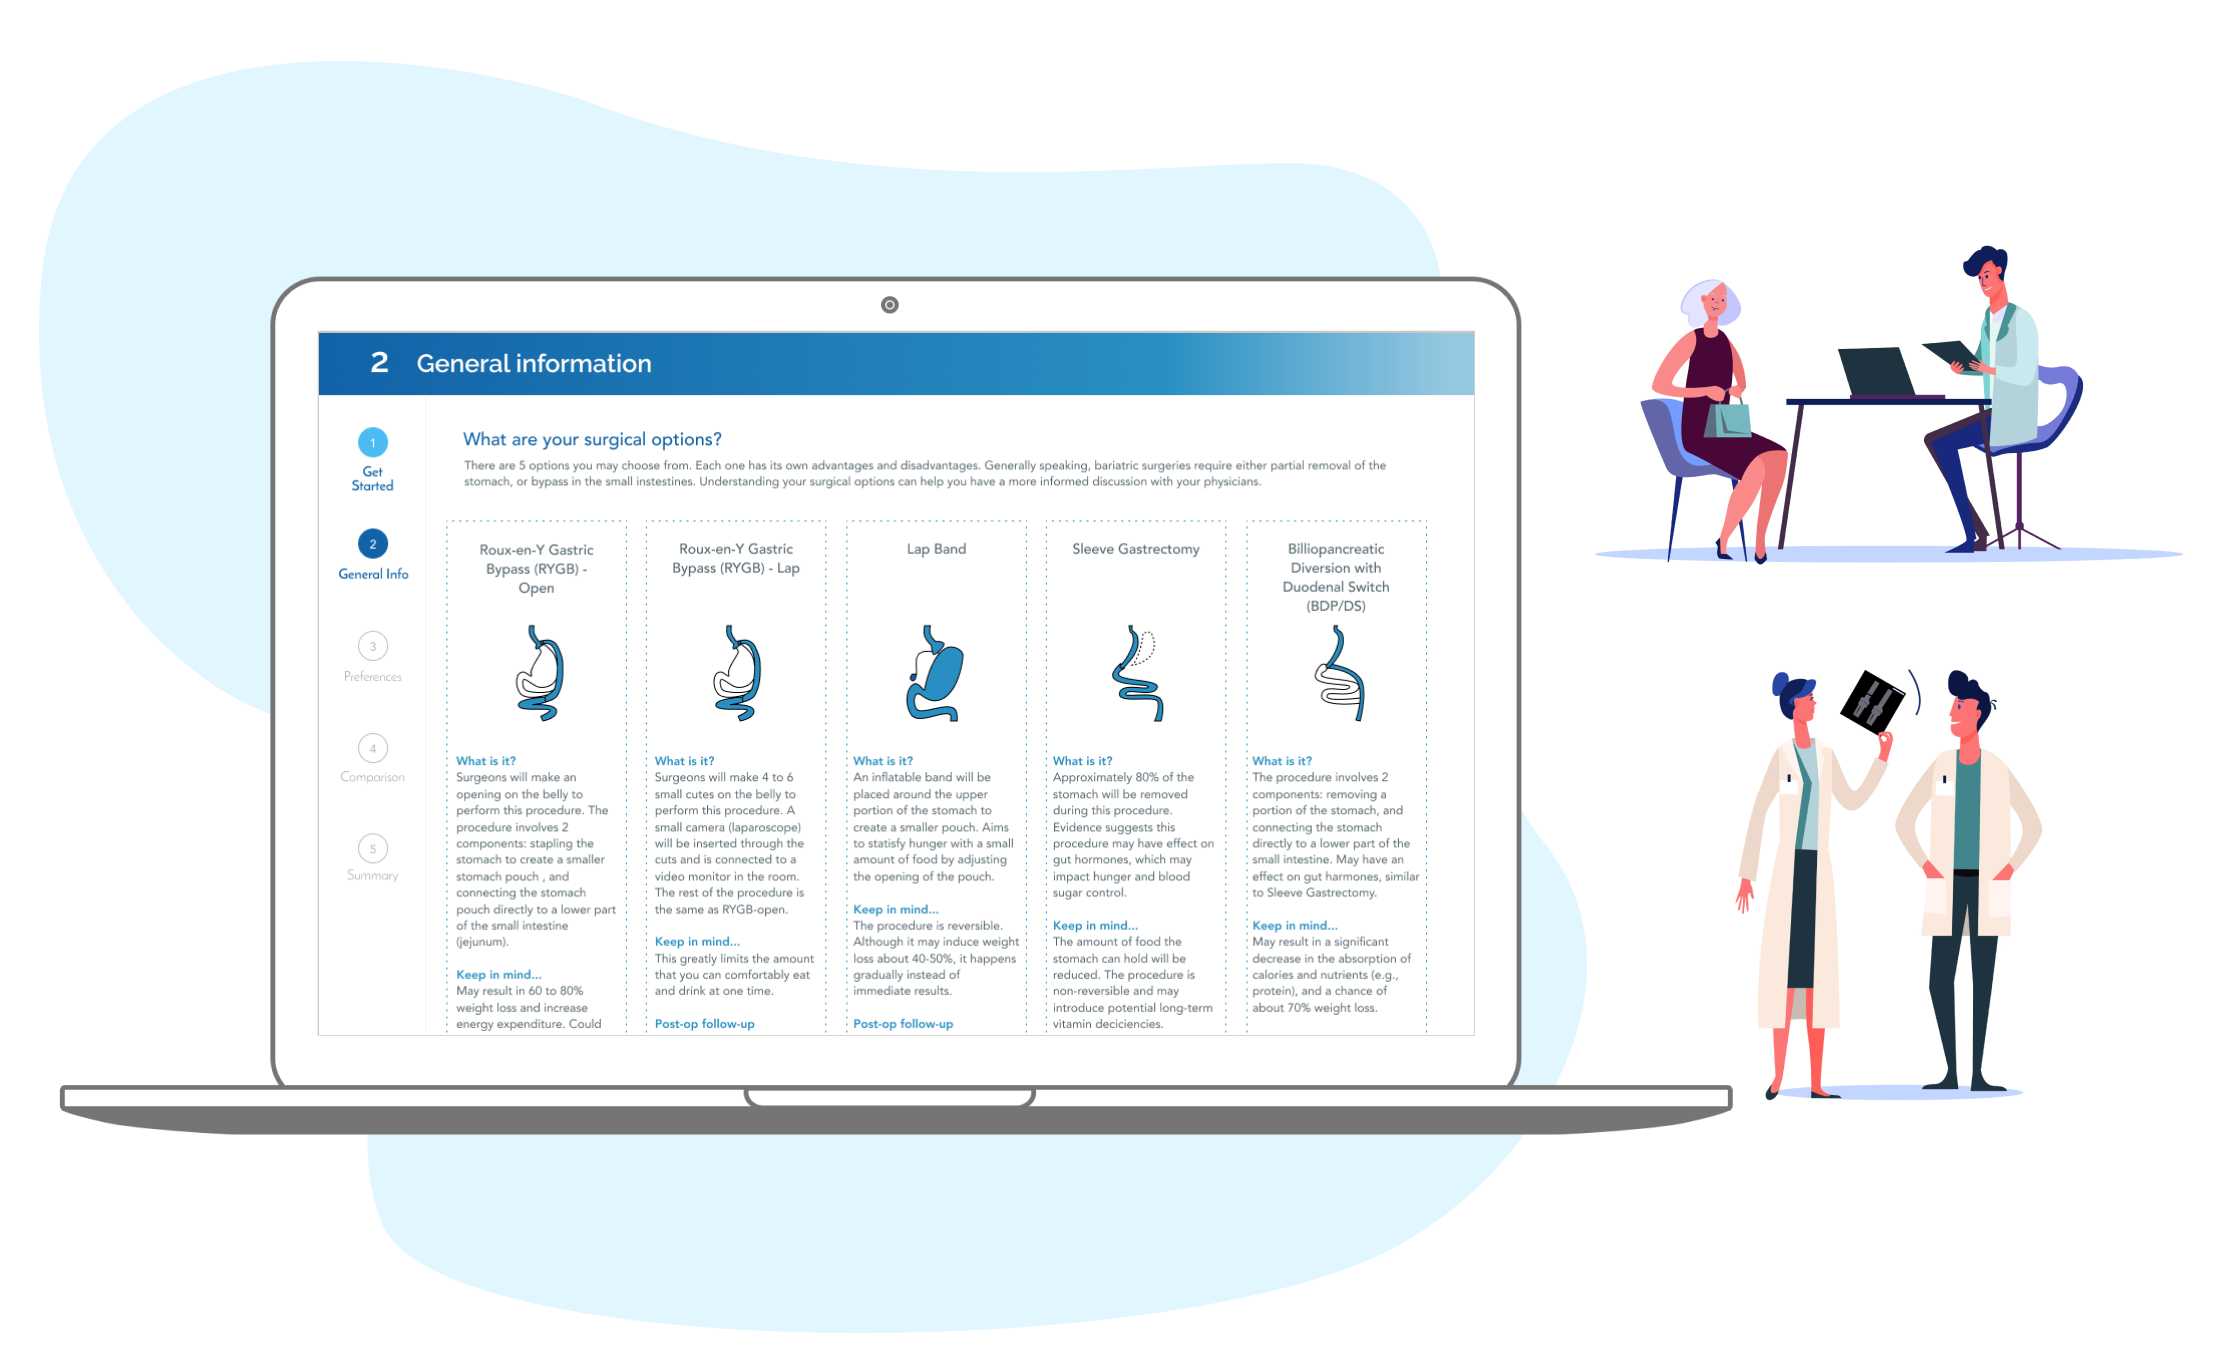 2 General information
1
Get
Started
2
General Info
3
Preferences
4
Comparison
5
Summary
What are your surgical options?
There are 5 options you may choose from. Each one has its own advantages and disadvantages. Generally speaking, bariatric surgeries require either partial removal of the
stomach, or bypass in the small instestines. Understanding your surgical options can help you have a more informed discussion with your physicians.
Roux-en-Y Gastric
Bypass (RYGB) -
Open
What is it?
Surgeons will make an
opening on the belly to
perform this procedure. The
procedure involves 2
components: stapling the
stomach to create a smaller
stomach pouch , and
connecting the stomach
pouch directly to a lower part
of the small intestine
(jejunum).
Keep in mind...
May result in 60 to 80%
weight loss and increase
energy expenditure. Could
Roux-en-Y Gastric
Bypass (RYGB) - Lap
What is it?
Surgeons will make 4 to 6
small cutes on the belly to
perform this procedure. A
small camera (laparoscope)
will be inserted through the
cuts and is connected to a
video monitor in the room.
The rest of the procedure is
the same as RYGB-open.
Keep in mind...
This greatly limits the amount
that you can comfortably eat
and drink at one time.
Post-op follow-up
Lap Band
What is it?
An inflatable band will be
placed around the upper
portion of the stomach to
create a smaller pouch. Aims
to statisfy hunger with a small
amount of food by adjusting
the opening of the pouch.
Keep in mind...
The procedure is reversible.
Although it may induce weight
loss about 40-50%, it happens
gradually instead of
immediate results.
Post-op follow-up
Sleeve Gastrectomy
What is it?
Approximately 80% of the
stomach will be removed
during this procedure.
Evidence suggests this
procedure may have effect on
gut hormones, which may
impact hunger and blood
sugar control.
Keep in mind...
The amount of food the
stomach can hold will be
reduced. The procedure is
non-reversible and may
introduce potential long-term
vitamin deciciencies.
Billiopancreatic
Diversion with
Duodenal Switch
(BDP/DS)
What is it?
The procedure involves 2
components: removing a
portion of the stomach, and
connecting the stomach
directly to a lower part of the
small intestine. May have an
effect on gut harmones, similar
to Sleeve Gastrectomy.
Keep in mind...
May result in a significant
decrease in the absorption of
calories and nutrients (e.g.,
protein), and a chance of
about 70% weight loss.